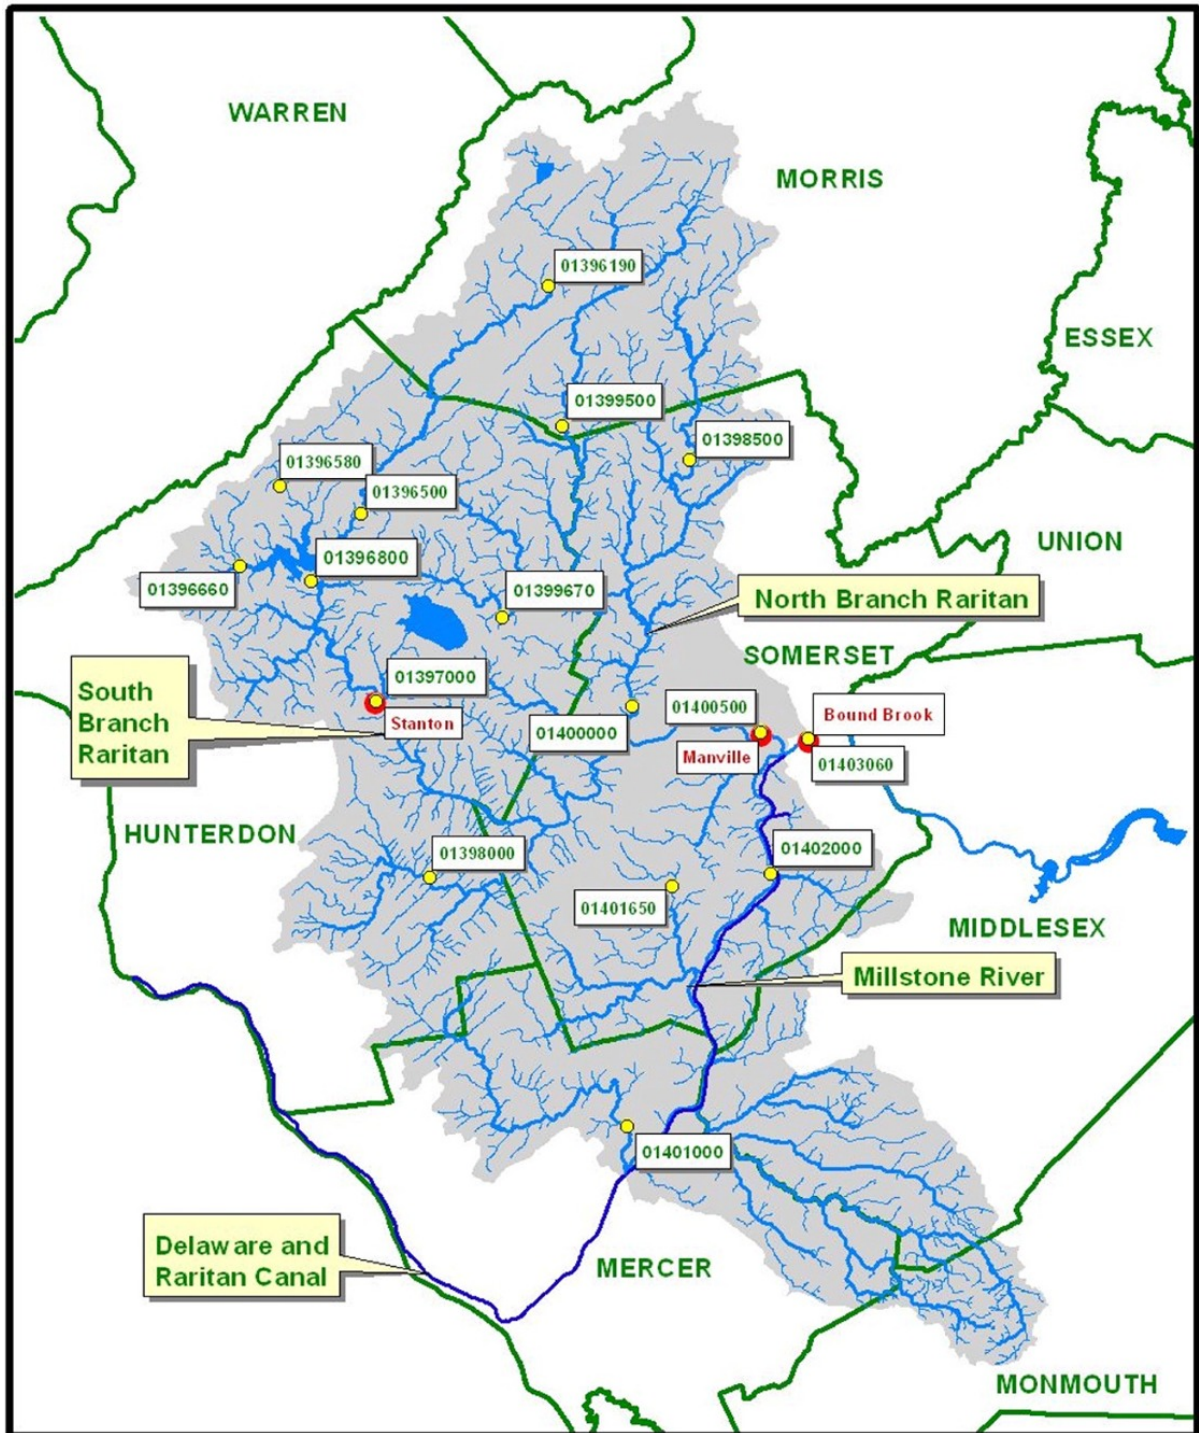 WARREN
MORRIS
01396190
ESSEX
01399500
01398500
01396580
01396500
UNION
01396800
01396660
01399670
North Branch Raritan
SOMERSET
South
Branch
Raritan
01397000
Stanton
01400500
01400000
Manville
Bound Brook
01403060
HUNTERDON
01398000
01402000
01401650
MIDDLESEX
Millstone River
01401000
Delaware and
Raritan Canal
MERCER
MONMOUTH